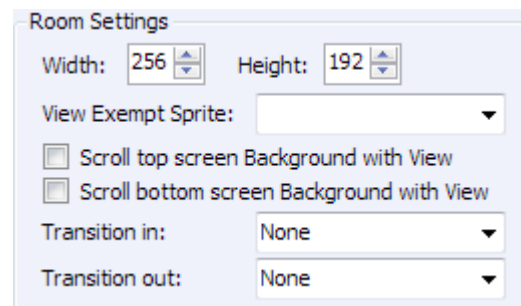 Room Settings
Width: 256 Height: 192
View Exempt Sprite:
Scroll top screen Background with View
Scroll bottom screen Background with View
Transition in: None
Transition out: None